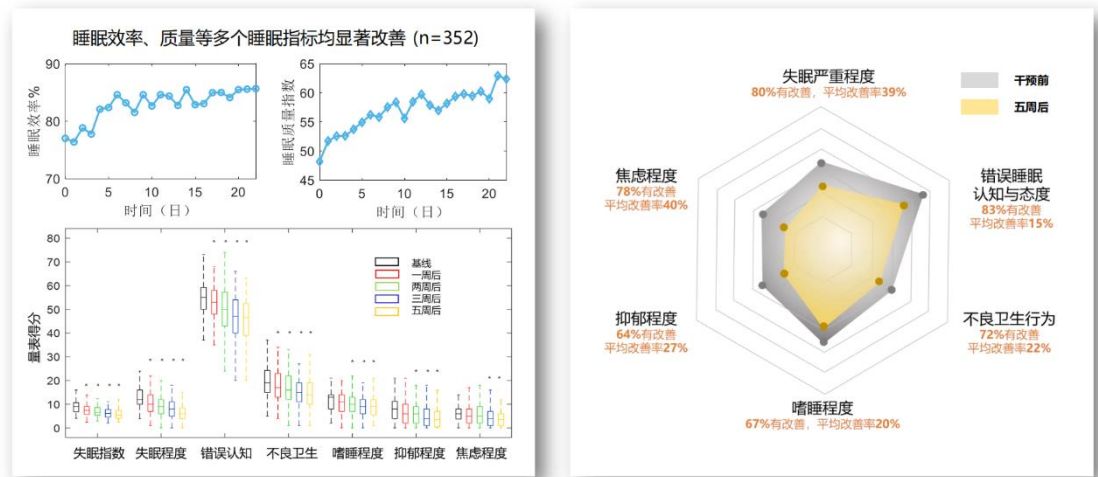 睡眠效率、质量等多个睡眠指标均显著改善 (n=352)
90
80
70
睡眠效率%
0 5 10 15 20
时间（日）
65
60
55
50
45
睡眠质量指数
0 5 10 15 20
时间（日）
80
70
60
50
40
30
20
10
0
量表得分
基线
一周后
两周后
三周后
五周后
失眠指数 失眠程度 错误认知 不良卫生 嗜睡程度 抑郁程度 焦虑程度
干预前
五周后
失眠严重程度
80%有改善，平均改善率39%
错误睡眠
认知与态度
83%有改善
平均改善率15%
不良卫生行为
72%有改善
平均改善率22%
嗜睡程度
67%有改善，平均改善率20%
抑郁程度
64%有改善
平均改善率27%
焦虑程度
78%有改善
平均改善率40%